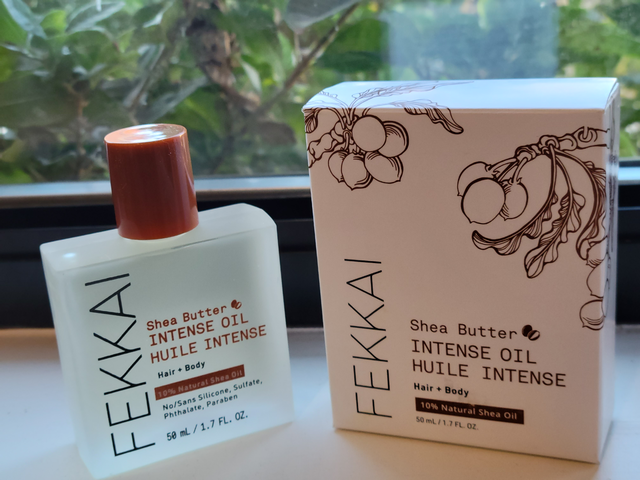 FEKKAI
Shea Butter
INTENSE OIL
HUILE INTENSE
Hair + Body
10% Natural Shea Oil
No/Sans Silicone, Sulfate,
Phthalate, Paraben
50 mL / 1.7 FL. OZ.
FEKKAI
Shea Butter
INTENSE OIL
HUILE INTENSE
Hair + Body
10% Natural Shea Oil
50 mL / 1.7 FL. OZ.